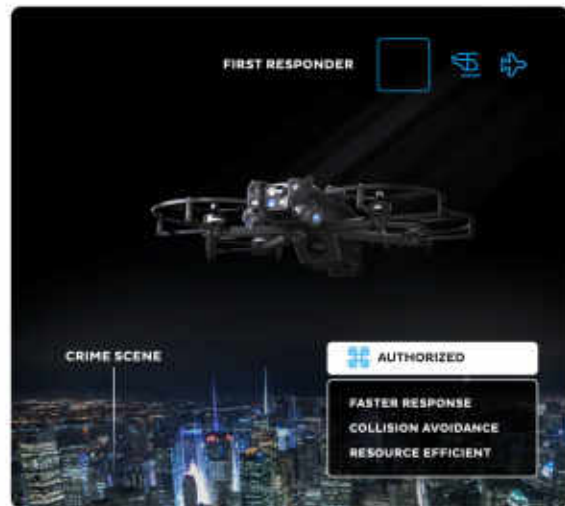 FIRST RESPONDER
CRIME SCENE
AUTHORIZED
FASTER RESPONSE
COLLISION AVOIDANCE
RESOURCE EFFICIENT